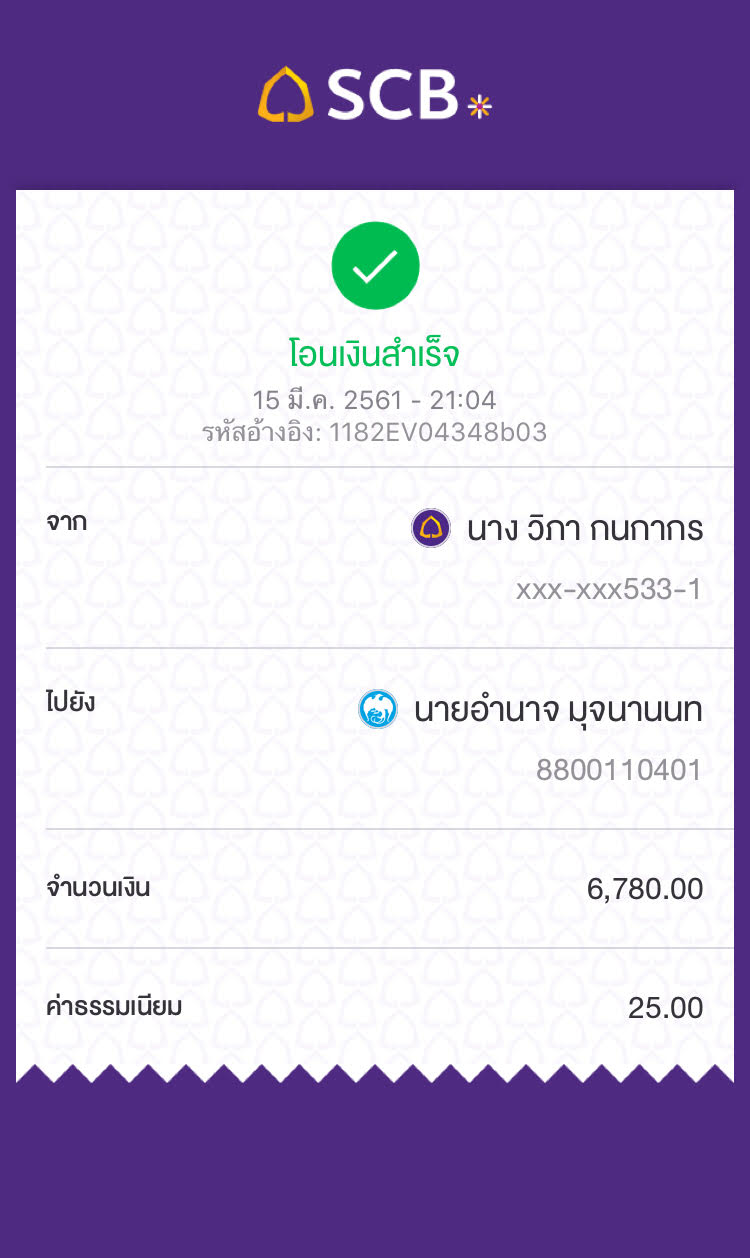 SCB
โอนเงินสำเร็จ
15 มี.ค. 2561 - 21:04
รหัสอ้างอิง: 1182EV04348b03
จาก
นาง วิภา กนกากร
xxx-xxx533-1
ไปยัง
นายอำนาจ มุจนานนท
8800110401
จำนวนเงิน 6,780.00
ค่าธรรมเนียม 25.00